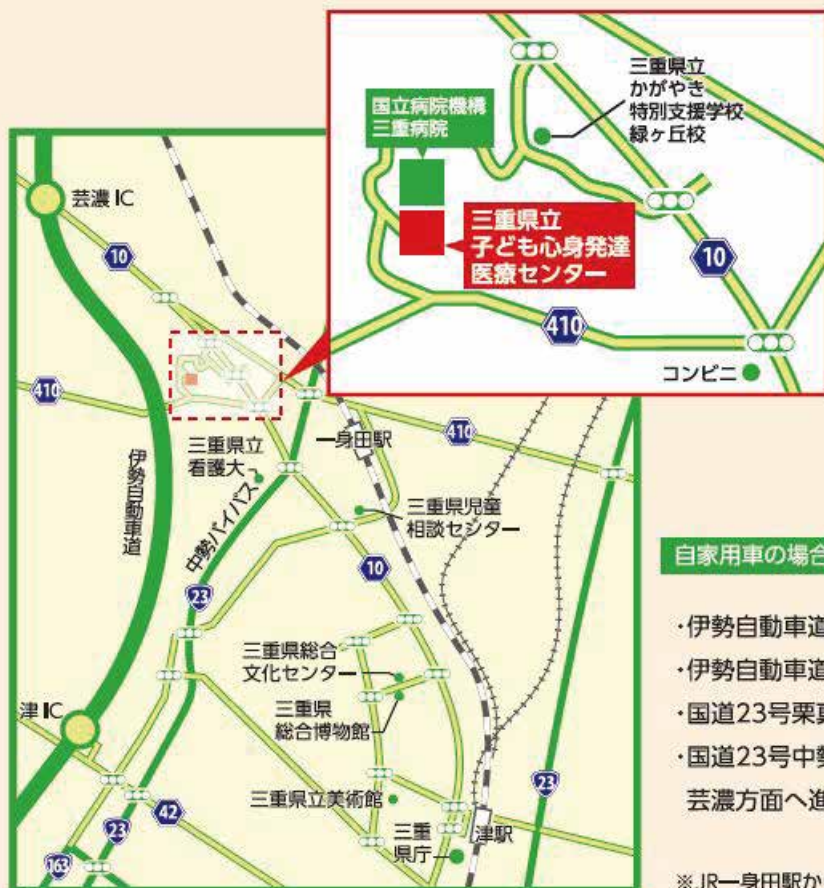 三重県立
かがやき
特別支援学校
緑ヶ丘校
国立病院機構
三重病院
三重県立
子ども心身発達
医療センター
10
410
コンビニ
芸濃IC
10
410
伊勢自動車道
三重県立
看護大
中勢バイパス
一身田駅
410
三重県児童
相談センター
10
23
三重県総合
文化センター
三重県
総合博物館
津IC
三重県立美術館
23
42
23
163
三重
県庁
津駅
自家用車の場合
・伊勢自動車道
・伊勢自動車道
・国道23号栗真
・国道23号中勢
芸濃方面へ進
※JR一身田駅か